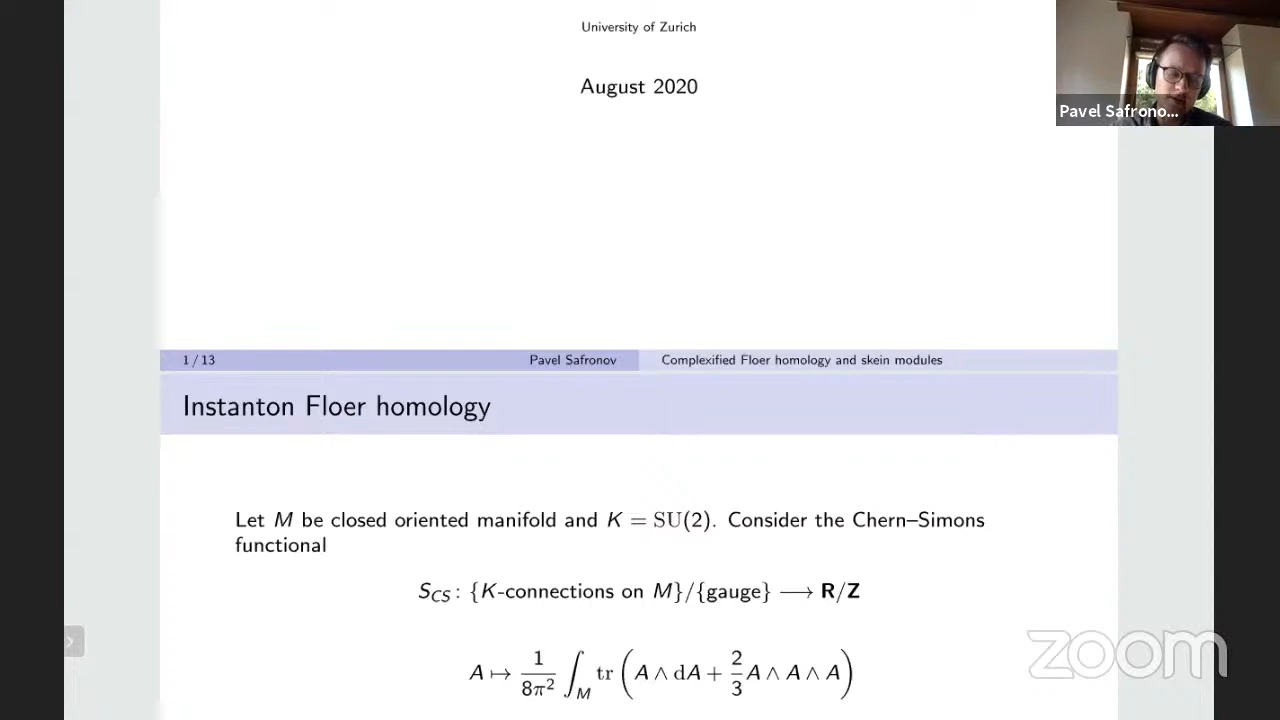 University of Zurich
August 2020
Pavel Safrono...
1 / 13 Pavel Safronov Complexified Floer homology and skein modules
Instanton Floer homology
Let M be closed oriented manifold and K = SU(2). Consider the Chern–Simons
functional
S_CS : {K-connections on M}/{gauge} ⟶ R/Z
A ↦ 1/8π² ∫_M tr (A ∧ dA + 2/3 A ∧ A ∧ A)
zoom